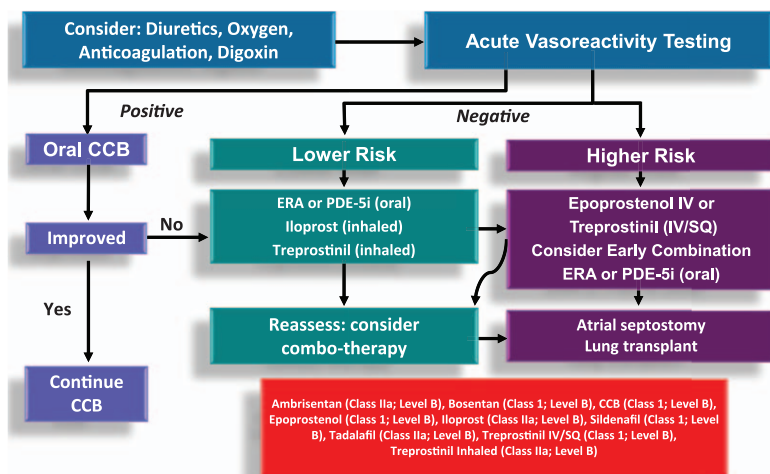 Consider: Diuretics, Oxygen,
Anticoagulation, Digoxin
Acute Vasoreactivity Testing
Positive
Negative
Oral CCB
Lower Risk
Higher Risk
ERA or PDE-5i (oral)
Iloprost (inhaled)
Treprostinil (inhaled)
Epoprostenol IV or
Treprostinil (IV/SQ)
Consider Early Combination
ERA or PDE-5i (oral)
Improved
No
Yes
Reassess: consider
combo-therapy
Atrial septostomy
Lung transplant
Continue
CCB
Ambrisentan (Class IIa; Level B), Bosentan (Class 1; Level B), CCB (Class 1; Level B),
Epoprostenol (Class 1; Level B), Iloprost (Class IIa; Level B), Sildenafil (Class 1; Level
B), Tadalafil (Class IIa; Level B), Treprostinil IV/SQ (Class 1; Level B),
Treprostinil Inhaled (Class IIa; Level B)